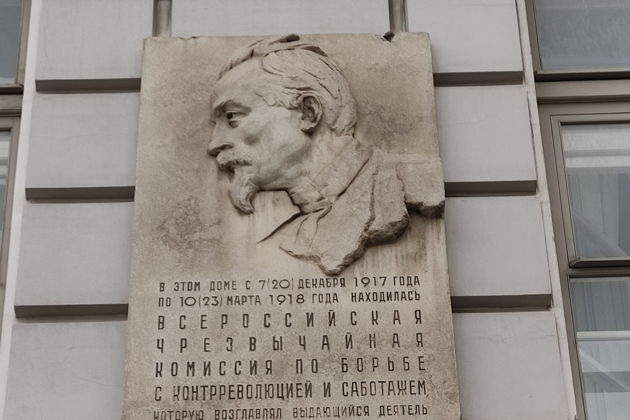 В ЭТОМ ДОМЕ С 7(20) ДЕКАБРЯ 1917 ГОДА
ПО 10(23) МАРТА 1918 ГОДА НАХОДИЛАСЬ
ВСЕРОССИЙСКАЯ
ЧРЕЗВЫЧАЙНАЯ
КОМИССИЯ ПО БОРЬБЕ
С КОНТРРЕВОЛЮЦИЕЙ И САБОТАЖЕМ,
КОТОРУЮ ВОЗГЛАВЛЯЛ ВЫДАЮЩИЙСЯ ДЕЯТЕЛЬ